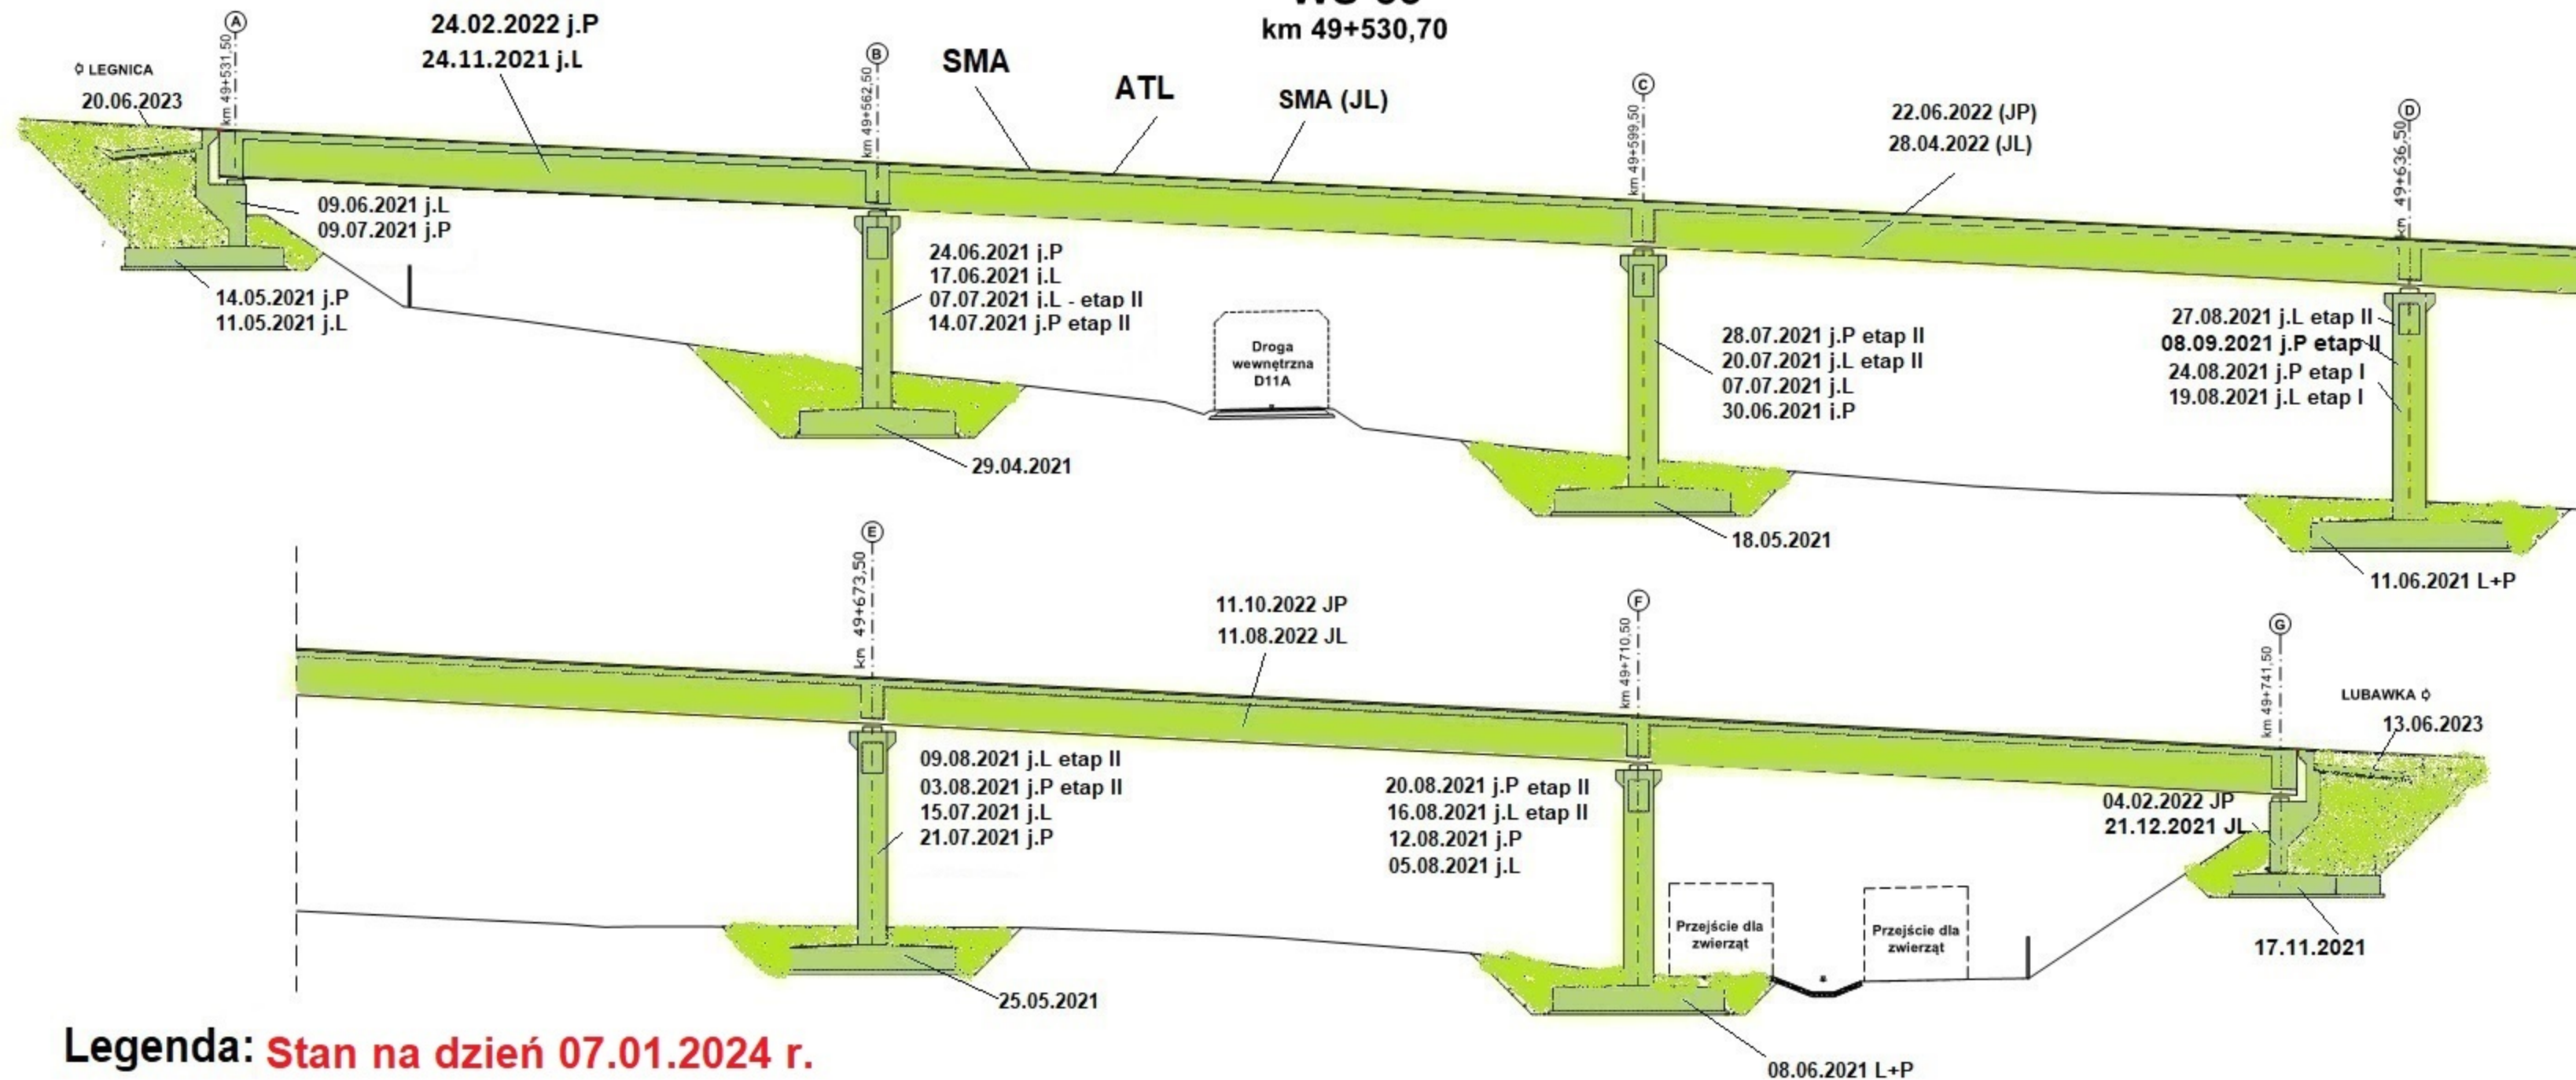 km 49+530,70
A
km 49+531,50
LEGNICA
20.06.2023
24.02.2022 j.P
24.11.2021 j.L
B
km 49+562,50
SMA
ATL
SMA (JL)
C
km 49+599,50
22.06.2022 (JP)
28.04.2022 (JL)
D
km 49+636,50
09.06.2021 j.L
09.07.2021 j.P
14.05.2021 j.P
11.05.2021 j.L
24.06.2021 j.P
17.06.2021 j.L
07.07.2021 j.L - etap II
14.07.2021 j.P etap II
29.04.2021
Droga
wewnętrzna
D11A
28.07.2021 j.P etap II
20.07.2021 j.L etap II
07.07.2021 j.L
30.06.2021 j.P
18.05.2021
27.08.2021 j.L etap II
08.09.2021 j.P etap II
24.08.2021 j.P etap I
19.08.2021 j.L etap I
11.06.2021 L+P
E
km 49+673,50
11.10.2022 JP
11.08.2022 JL
F
km 49+710,50
G
km 49+741,50
LUBAWKA
13.06.2023
09.08.2021 j.L etap II
03.08.2021 j.P etap II
15.07.2021 j.L
21.07.2021 j.P
25.05.2021
20.08.2021 j.P etap II
16.08.2021 j.L etap II
12.08.2021 j.P
05.08.2021 j.L
Przejście dla
zwierząt
Przejście dla
zwierząt
08.06.2021 L+P
04.02.2022 JP
21.12.2021 JL
17.11.2021
Legenda: Stan na dzień 07.01.2024 r.